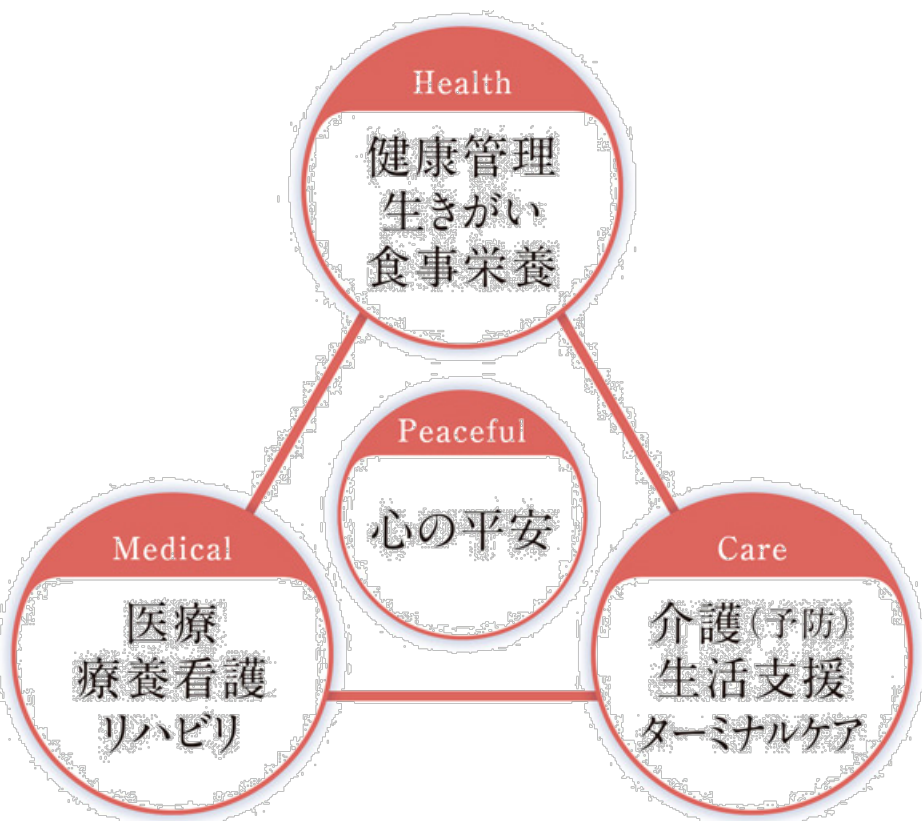 Health
健康管理
生きがい
食事栄養
Peaceful
心の平安
Medical
医療
療養看護
リハビリ
Care
介護(予防)
生活支援
ターミナルケア